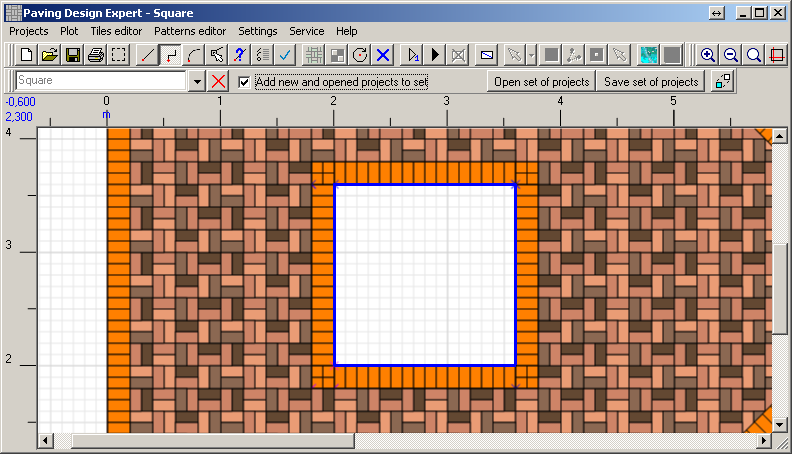 Paving Design Expert - Square
Projects Plot Tiles editor Patterns editor Settings Service Help
Square Add new and opened projects to set Open set of projects Save set of projects
-0,600 0 1 2 3 4 5
2,300 m
4
3
2